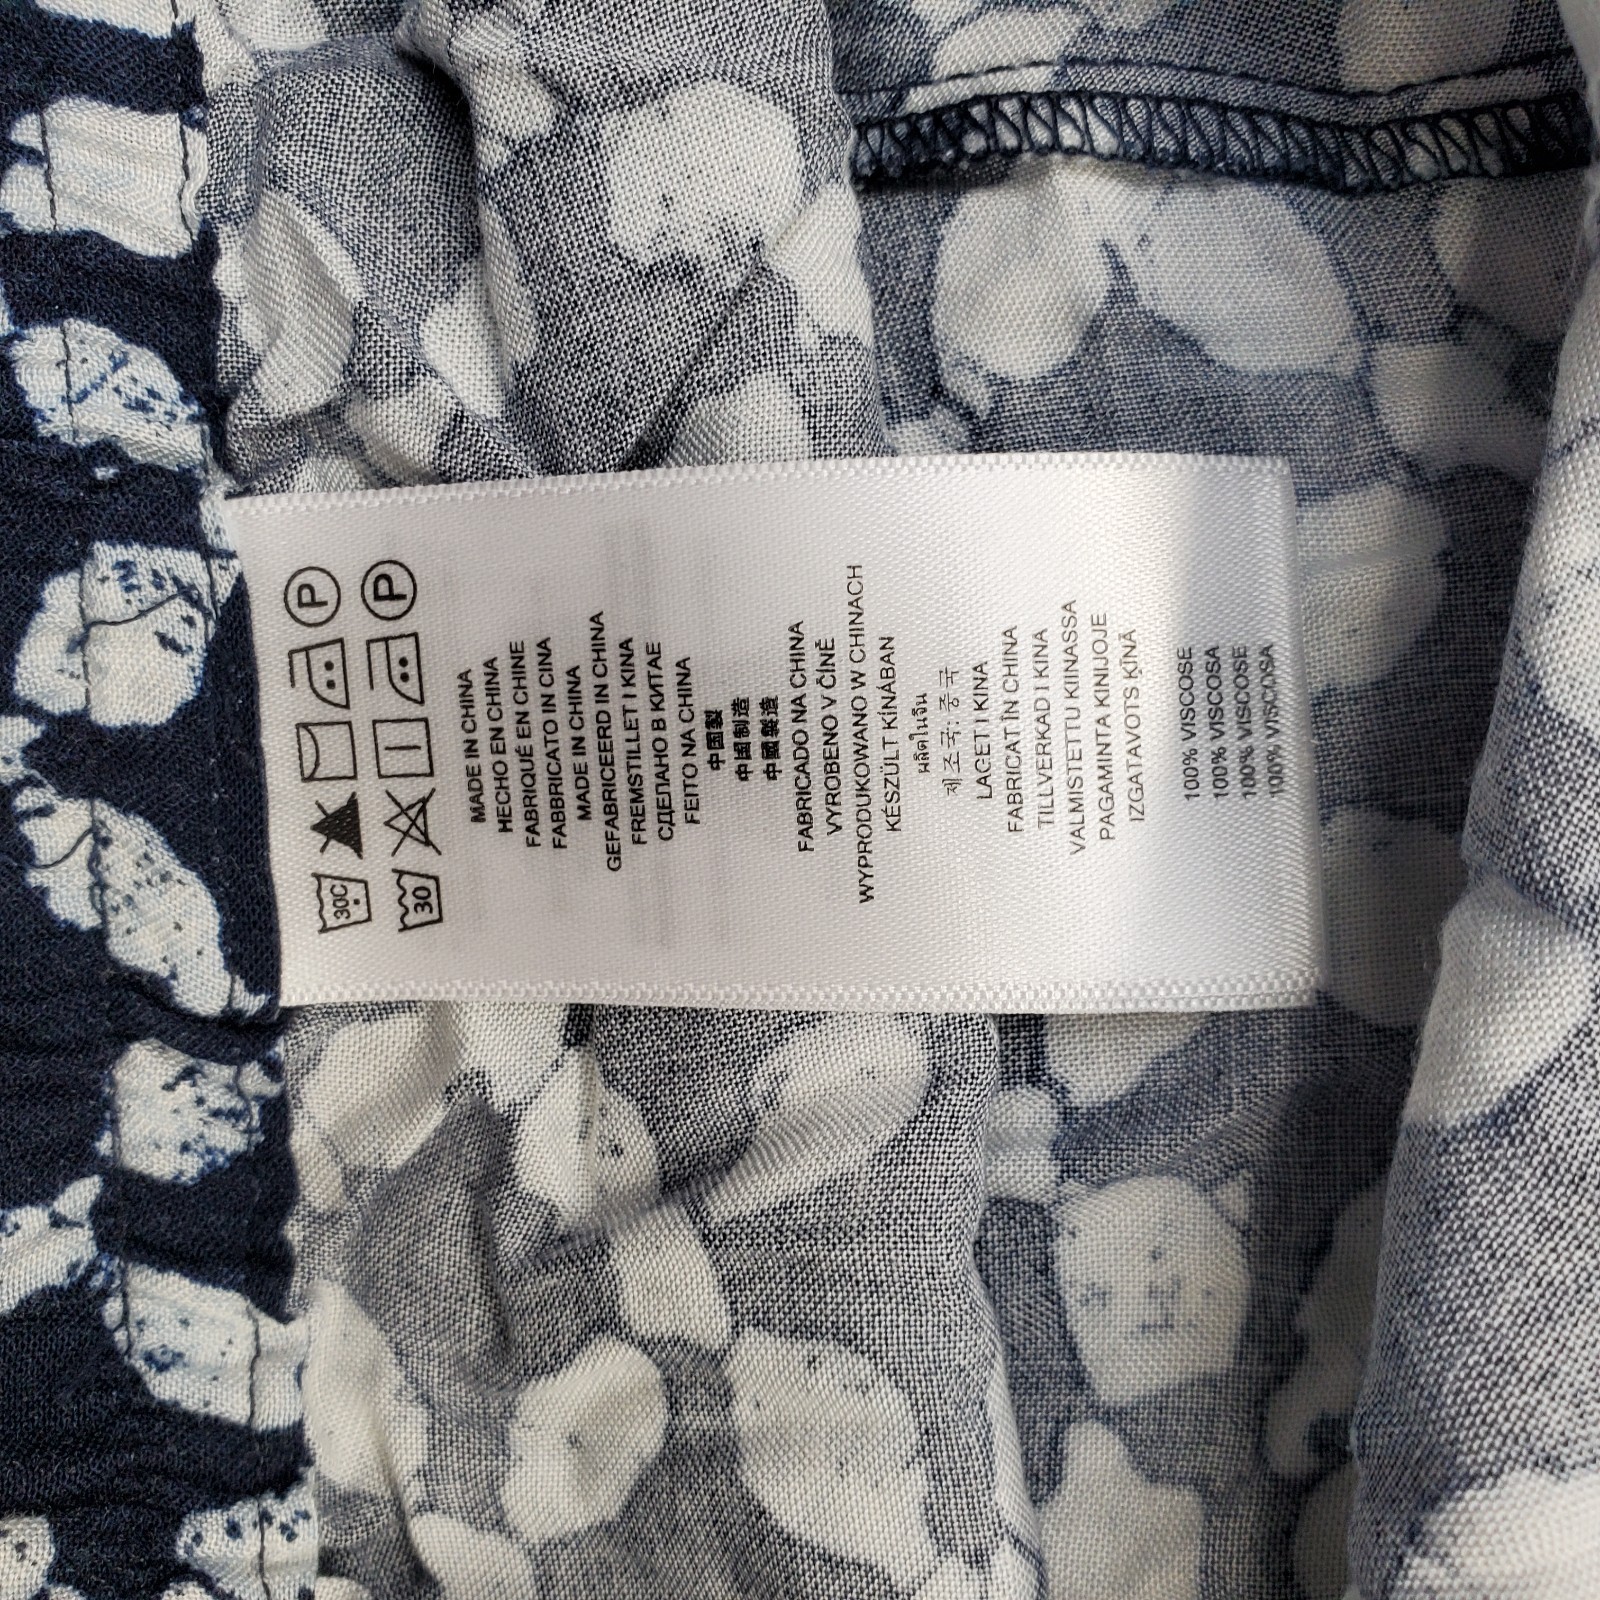 30C P
30 P
MADE IN CHINA
HECHO EN CHINA
FABRIQUÉ EN CHINE
FABBRICATO IN CINA
MADE IN CHINA
GEFABRICEERD IN CHINA
FREMSTILLET I KINA
СДЕЛАНО В КИТАЕ
FEITO NA CHINA
中国製
中国制造
中國製造
FABRICADO NA CHINA
VYROBENO V ČÍNĚ
WYPRODUKOWANO W CHINACH
KÉSZÜLT KÍNÁBAN
ผลิตในจีน
제조국: 중국
LAGET I KINA
FABRICAT ÎN CHINA
TILLVERKAD I KINA
VALMISTETTU KIINASSA
PAGAMINTA KINIJOJE
IZGATAVOTS ĶĪNĀ
100% VISCOSE
100% VISCOSA
100% VISCOSE
100% VISCOSA